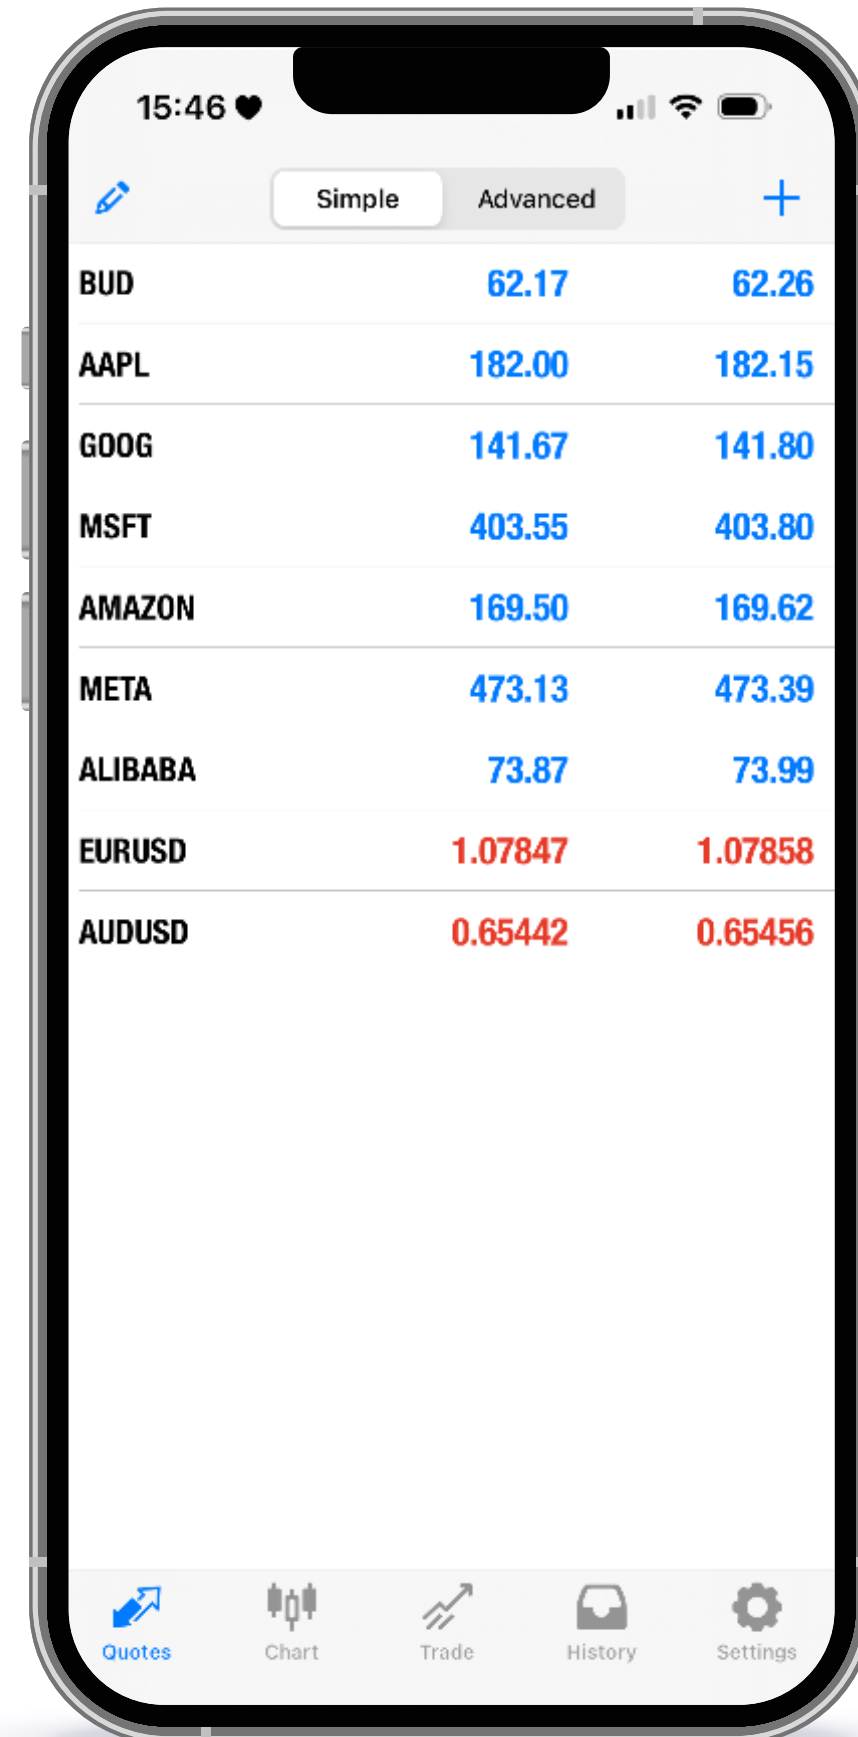 15:46
Simple Advanced
BUD 62.17 62.26
AAPL 182.00 182.15
GOOG 141.67 141.80
MSFT 403.55 403.80
AMAZON 169.50 169.62
META 473.13 473.39
ALIBABA 73.87 73.99
EURUSD 1.07847 1.07858
AUDUSD 0.65442 0.65456
Quotes Chart Trade History Settings